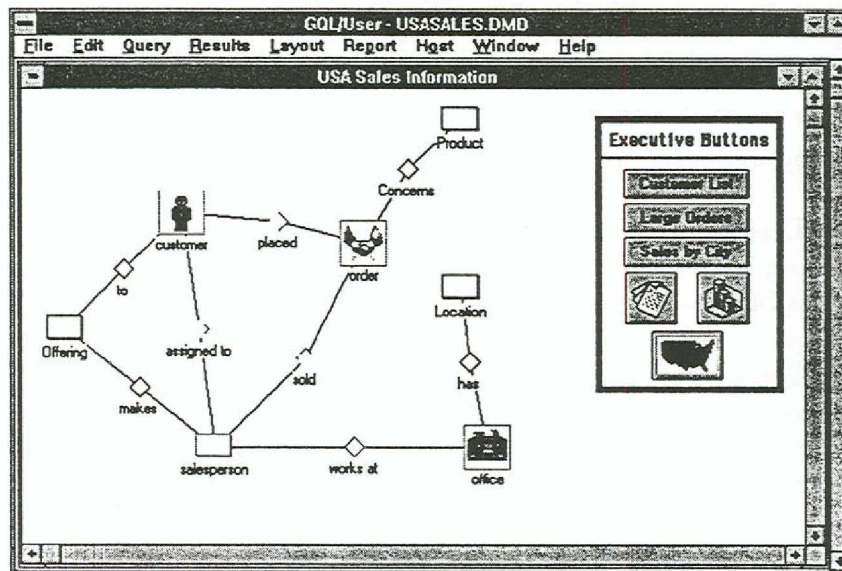 GQL/User - USASALES.DMD
File Edit Query Results Layout Report Host Window Help
USA Sales Information
Product
Concerns
customer
placed
order
to
Location
Offering
assigned to
sold
has
makes
salesperson
works at
office
Executive Buttons
Customer List
Large Orders
Sales by City